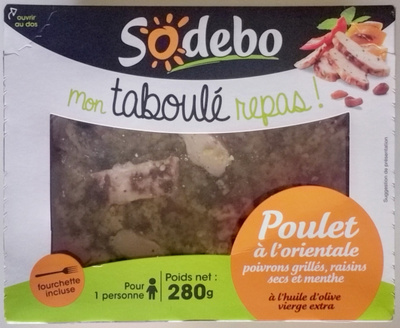 ouvrir
au dos
Sodebo
mon taboulé repas !
Suggestion de présentation
Poulet
à l'orientale
poivrons grillés, raisins
secs et menthe
à l'huile d'olive
vierge extra
fourchette
incluse
Pour
1 personne
Poids net :
280g